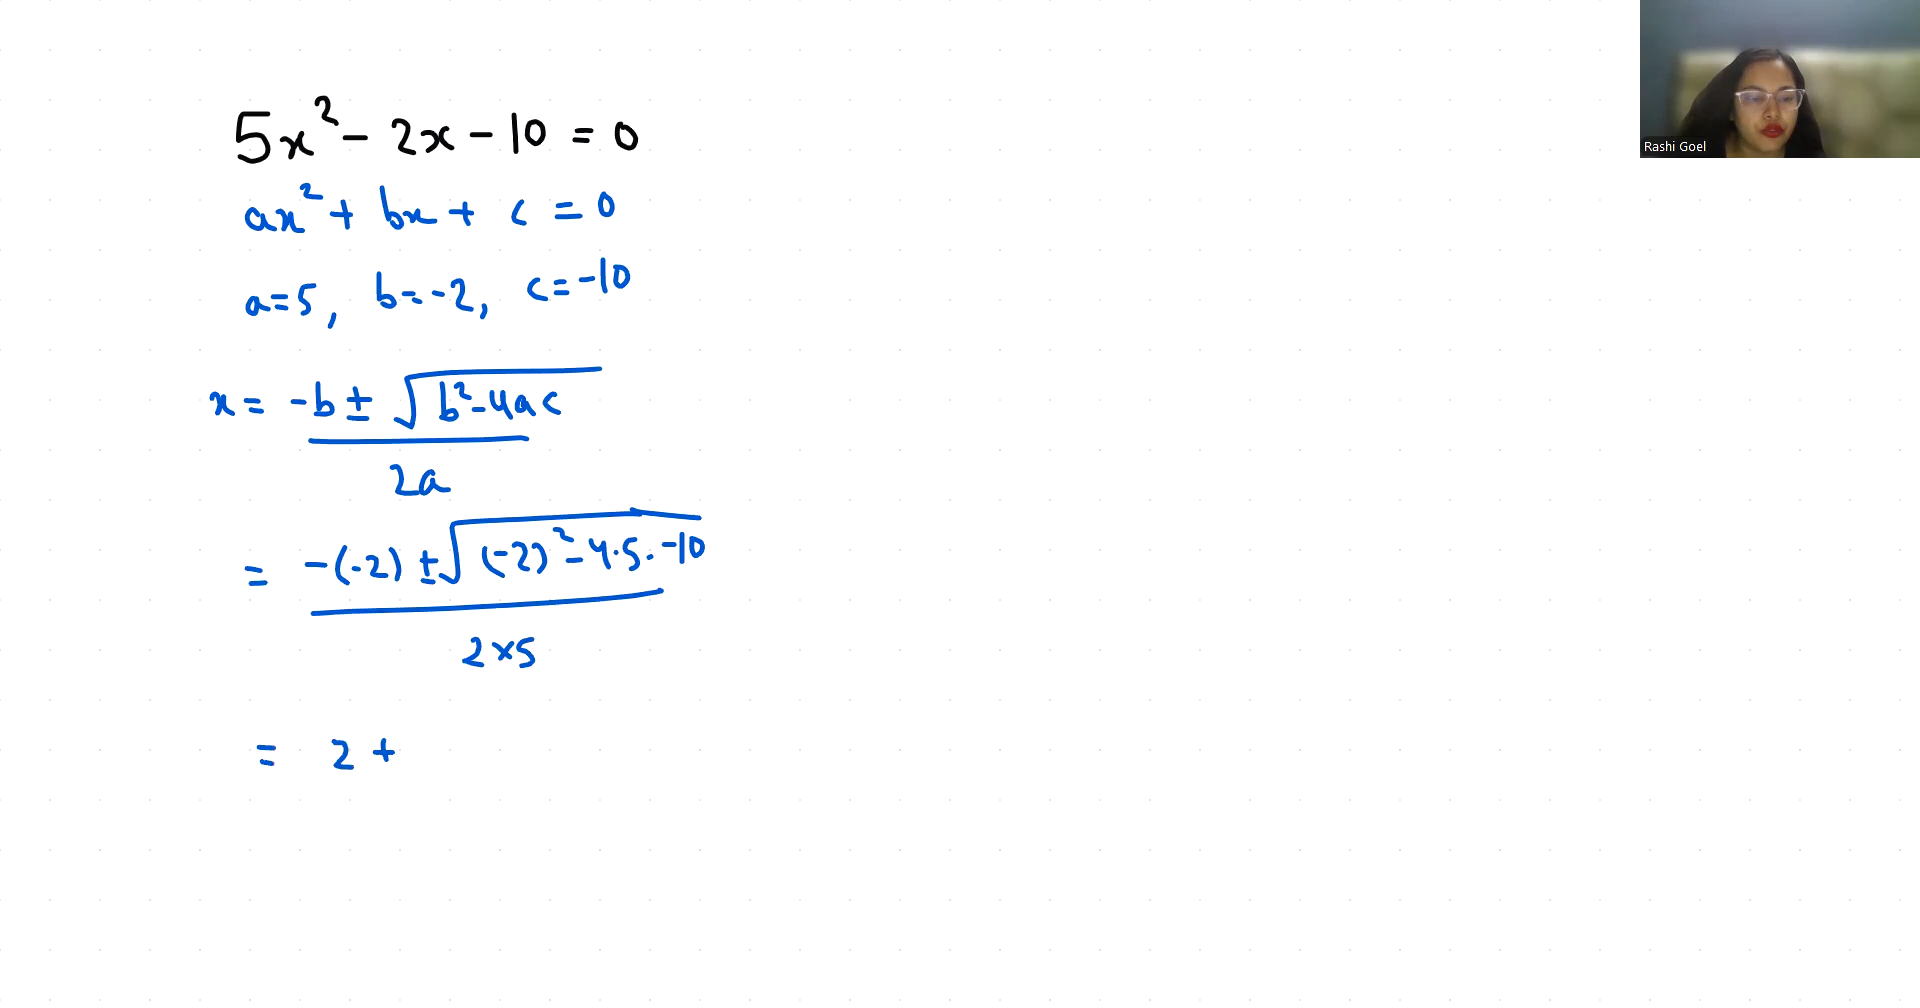 5x² - 2x - 10 = 0
ax² + bx + c = 0
a=5, b=-2, c=-10
x = -b ± √b²-4ac
2a
= -(-2) ± √(-2)²-4·5·-10
2×5
= 2 +
Rashi Goel